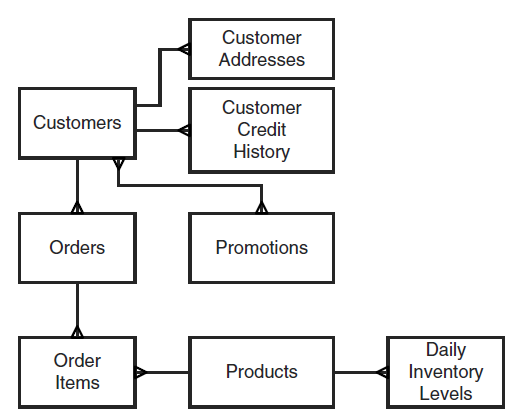 Customer
Addresses
Customers
Customer
Credit
History
Orders
Promotions
Order
Items
Products
Daily
Inventory
Levels